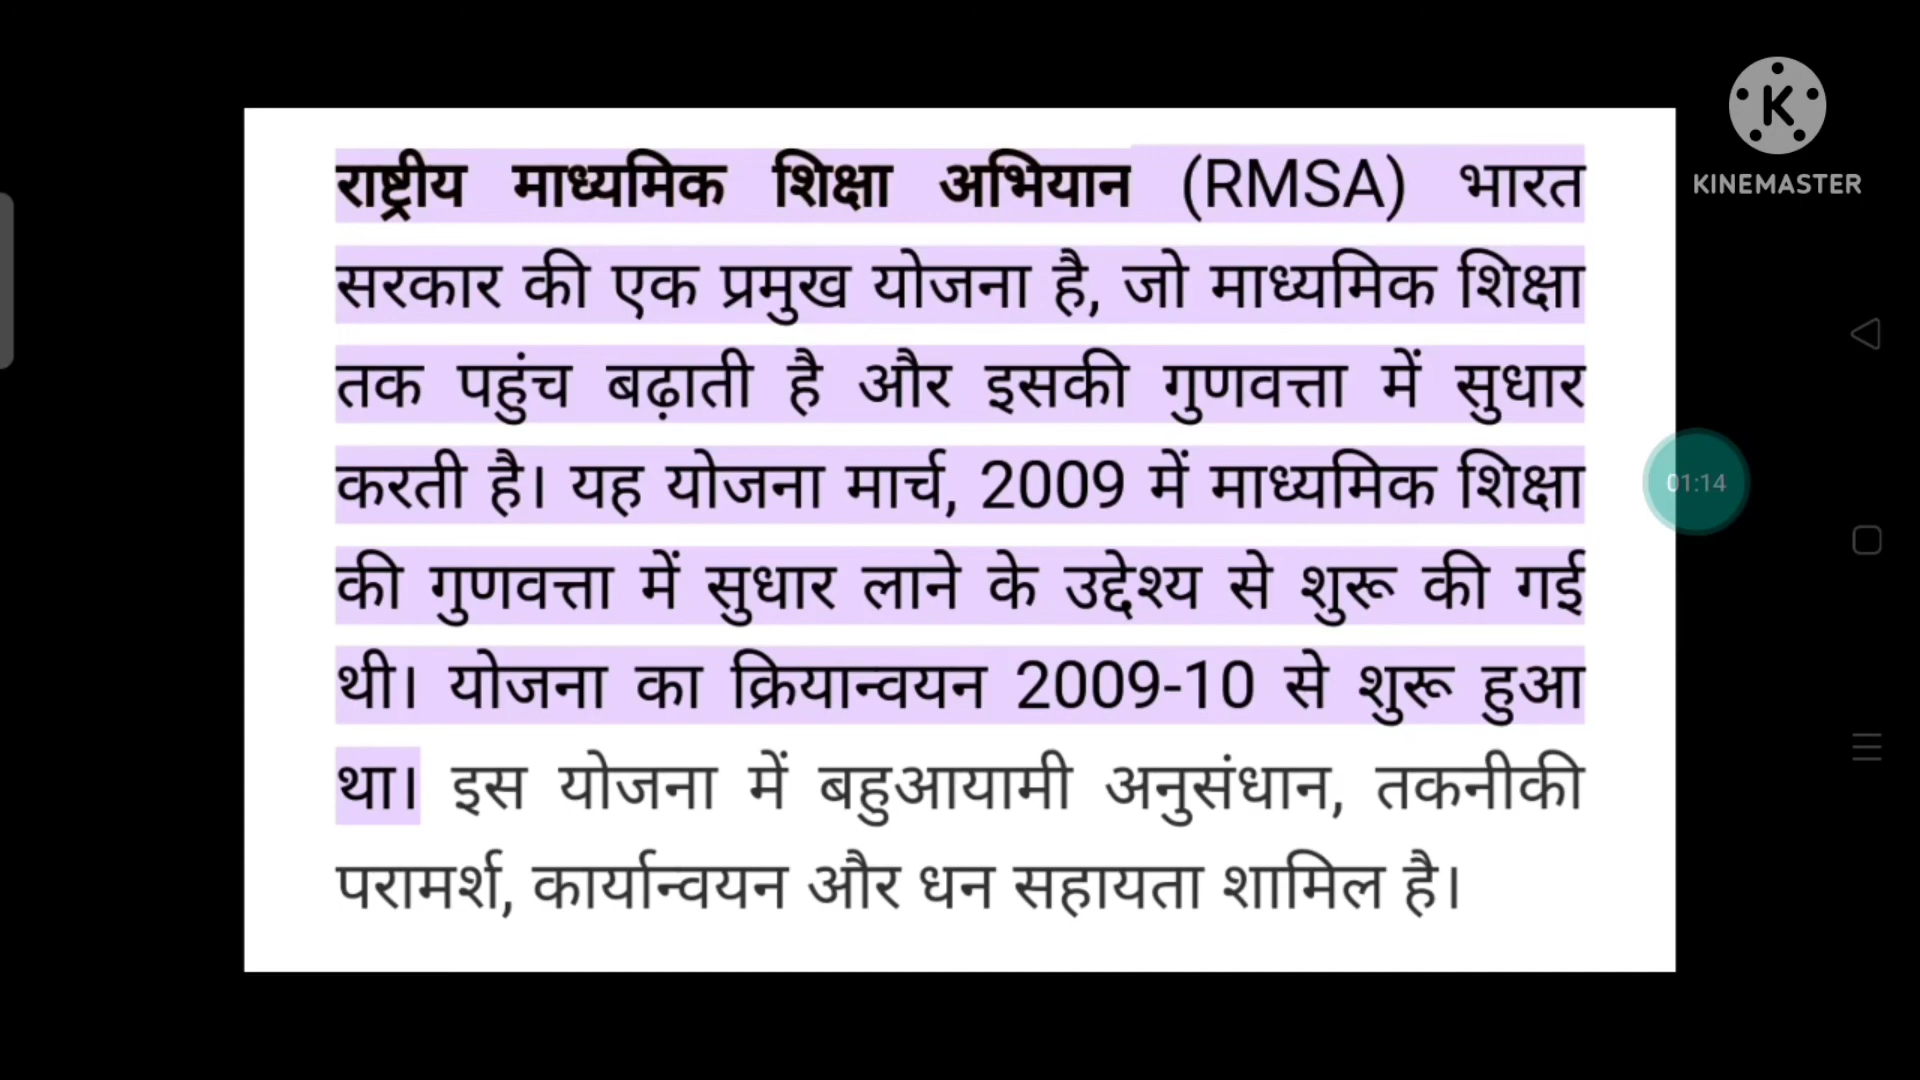 राष्ट्रीय माध्यमिक शिक्षा अभियान (RMSA) भारत
सरकार की एक प्रमुख योजना है, जो माध्यमिक शिक्षा
तक पहुंच बढ़ाती है और इसकी गुणवत्ता में सुधार
करती है। यह योजना मार्च, 2009 में माध्यमिक शिक्षा
की गुणवत्ता में सुधार लाने के उद्देश्य से शुरू की गई
थी। योजना का क्रियान्वयन 2009-10 से शुरू हुआ
था। इस योजना में बहुआयामी अनुसंधान, तकनीकी
परामर्श, कार्यान्वयन और धन सहायता शामिल है।
K
KINEMASTER
01:14